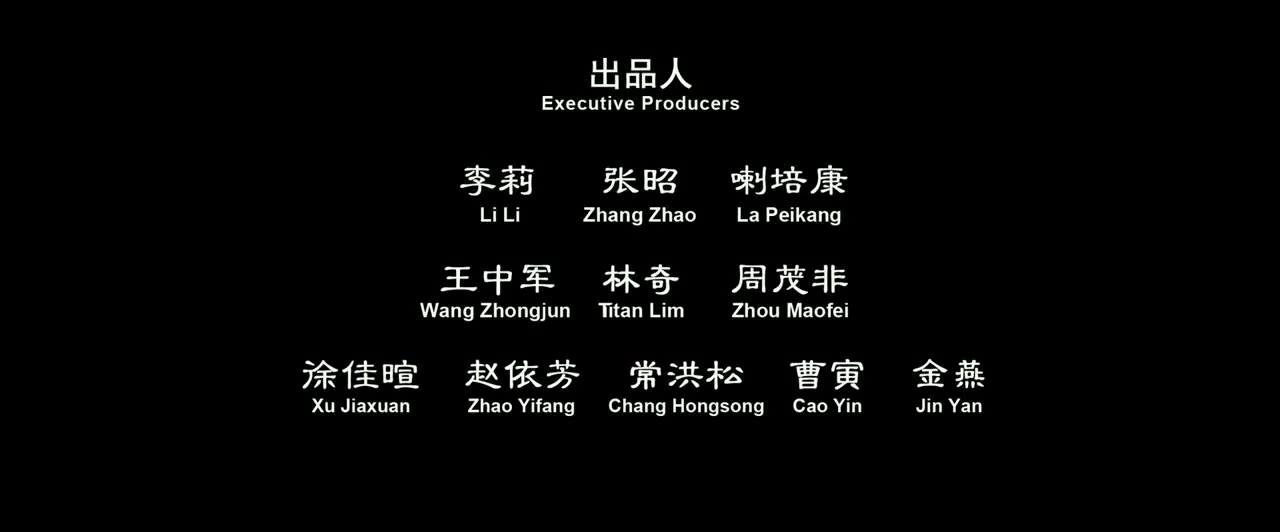 出品人
Executive Producers
李莉 张昭 喇培康
Li Li Zhang Zhao La Peikang
王中军 林奇 周茂非
Wang Zhongjun Titan Lim Zhou Maofei
涂佳暄 赵依芳 常洪松 曹寅 金燕
Xu Jiaxuan Zhao Yifang Chang Hongsong Cao Yin Jin Yan